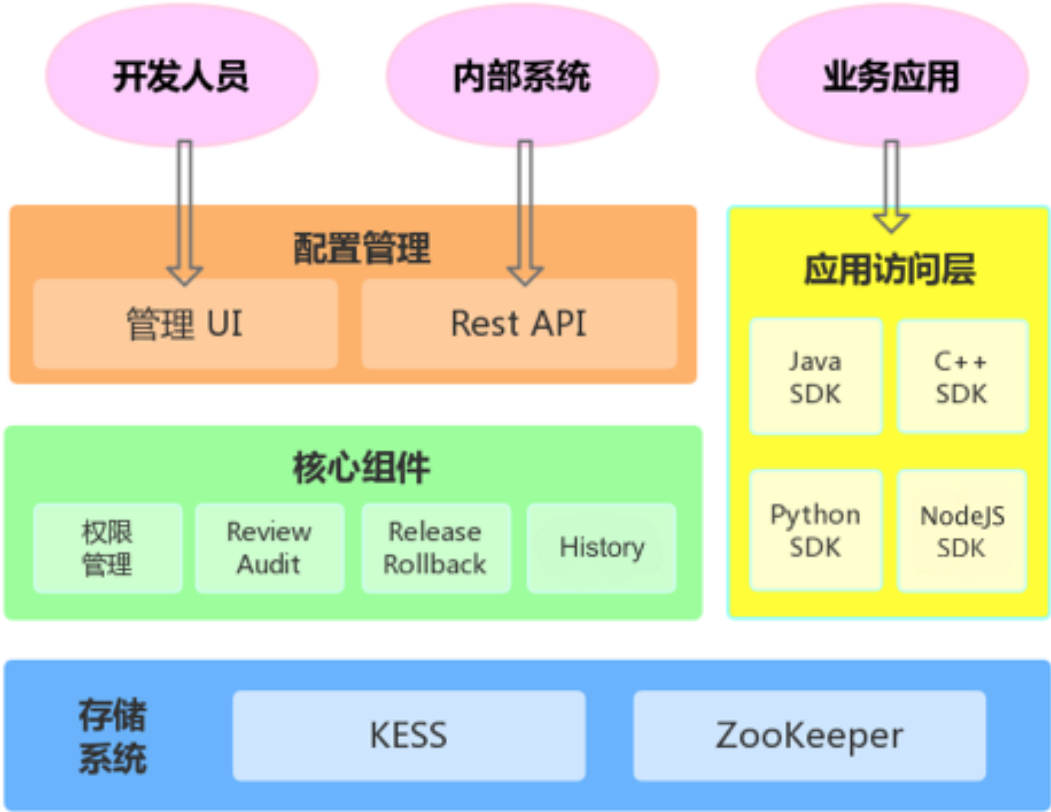 开发人员
内部系统
业务应用
配置管理
管理 UI
Rest API
应用访问层
Java
SDK
C++
SDK
Python
SDK
NodeJS
SDK
核心组件
权限
管理
Review
Audit
Release
Rollback
History
存储
系统
KESS
ZooKeeper